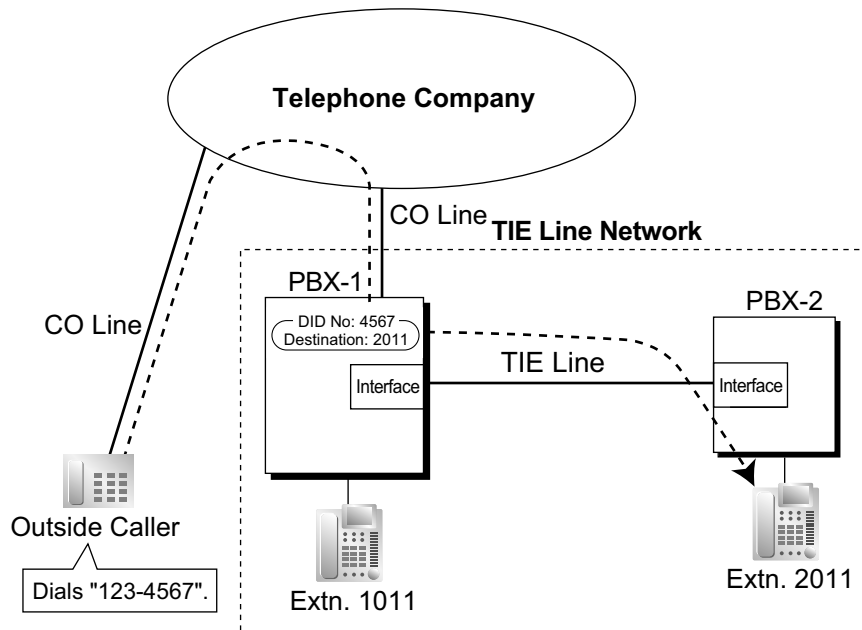 Telephone Company
CO Line
TIE Line Network
PBX-1
PBX-2
CO Line
DID No: 4567
Destination: 2011
TIE Line
Interface
Interface
Outside Caller
Dials "123-4567".
Extn. 1011
Extn. 2011